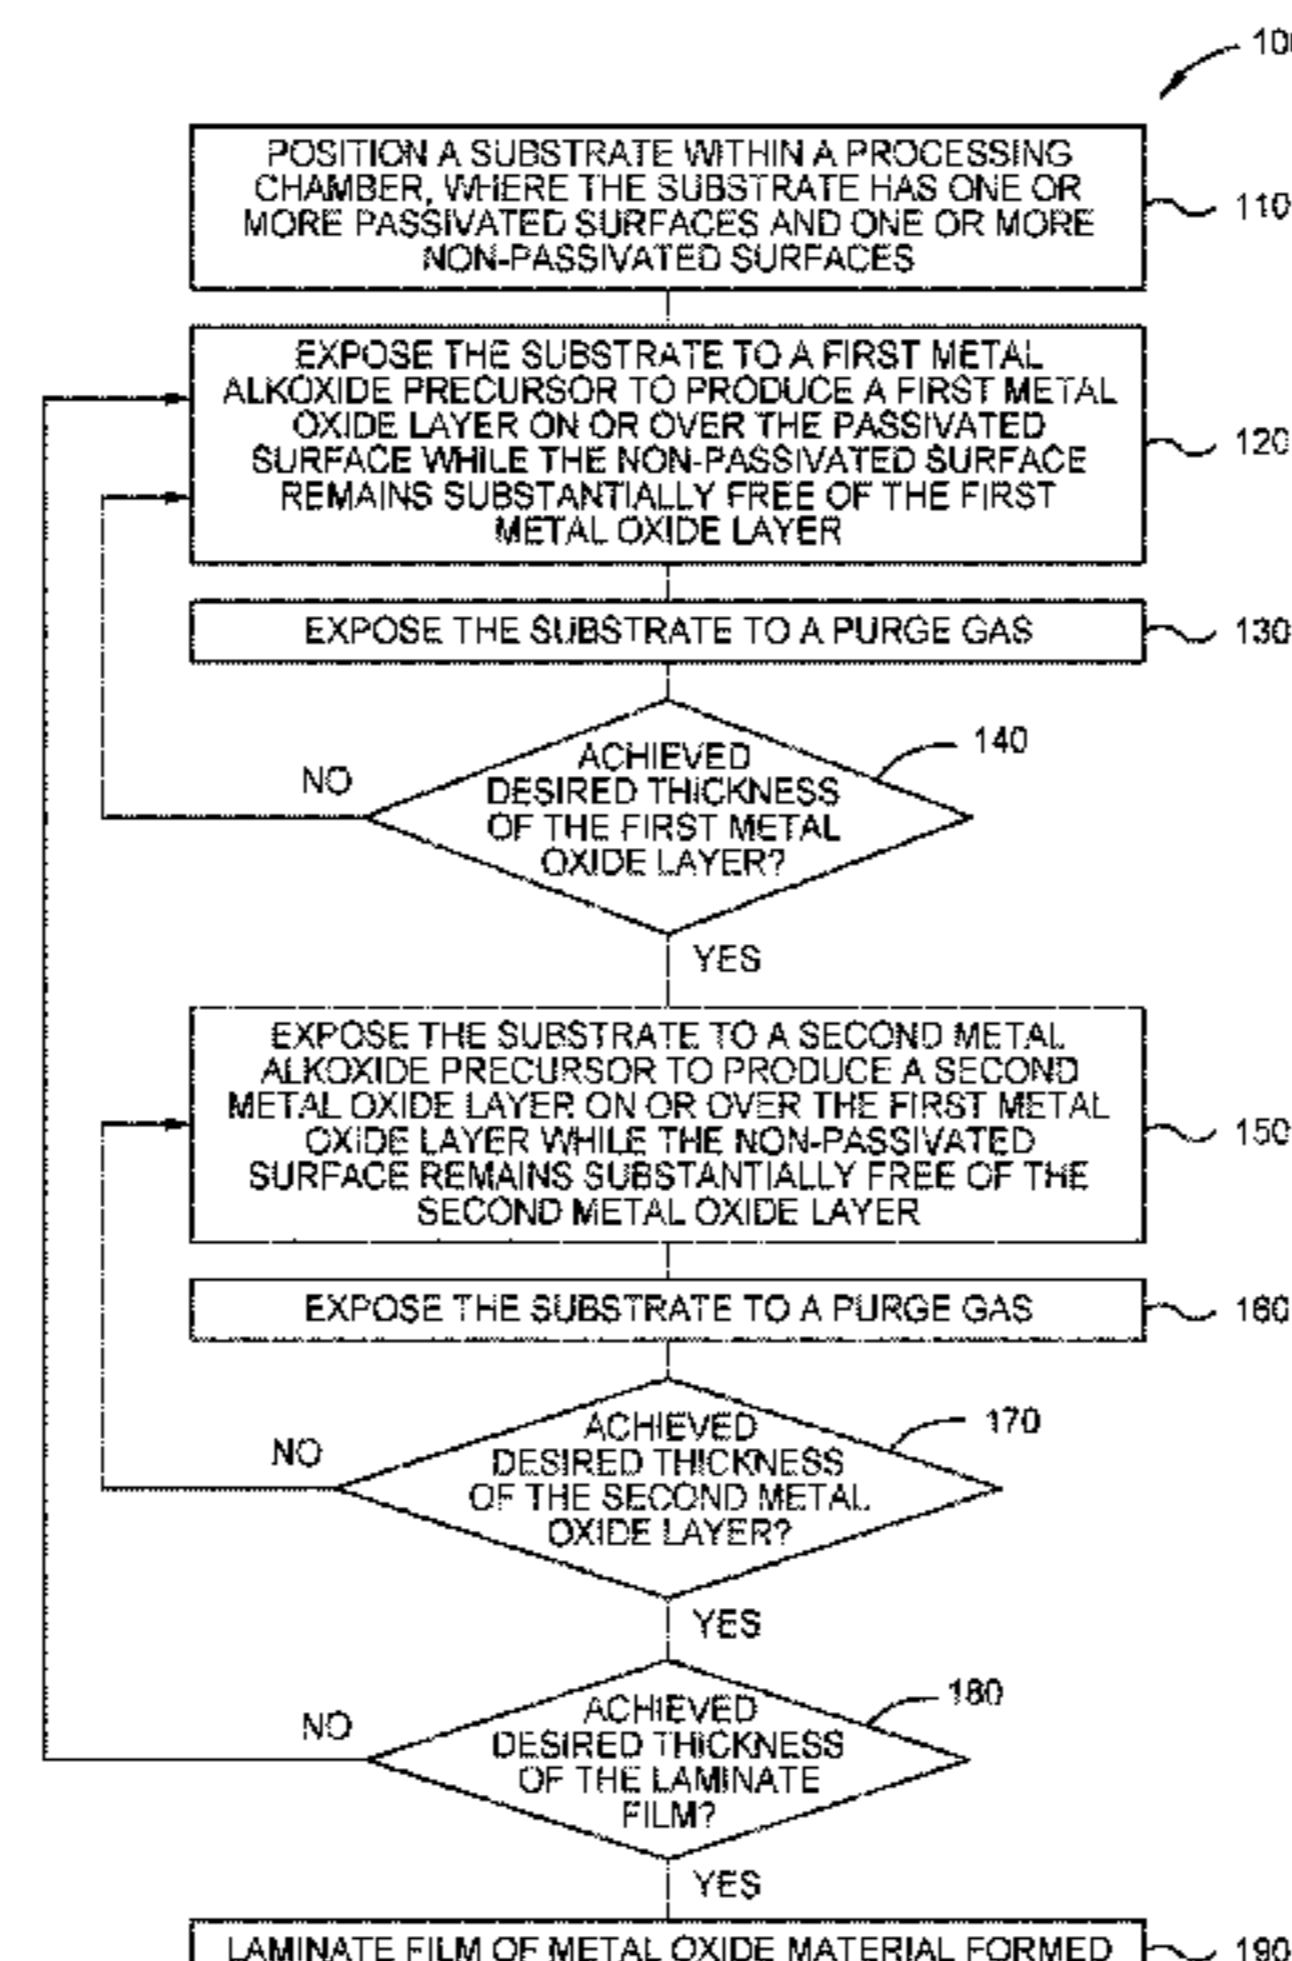 100
POSITION A SUBSTRATE WITHIN A PROCESSING
CHAMBER, WHERE THE SUBSTRATE HAS ONE OR
MORE PASSIVATED SURFACES AND ONE OR MORE
NON-PASSIVATED SURFACES
110
EXPOSE THE SUBSTRATE TO A FIRST METAL
ALKOXIDE PRECURSOR TO PRODUCE A FIRST METAL
OXIDE LAYER ON OR OVER THE PASSIVATED
SURFACE WHILE THE NON-PASSIVATED SURFACE
REMAINS SUBSTANTIALLY FREE OF THE FIRST
METAL OXIDE LAYER
120
EXPOSE THE SUBSTRATE TO A PURGE GAS
130
ACHIEVED
DESIRED THICKNESS
OF THE FIRST METAL
OXIDE LAYER?
140
NO
YES
EXPOSE THE SUBSTRATE TO A SECOND METAL
ALKOXIDE PRECURSOR TO PRODUCE A SECOND
METAL OXIDE LAYER ON OR OVER THE FIRST METAL
OXIDE LAYER WHILE THE NON-PASSIVATED
SURFACE REMAINS SUBSTANTIALLY FREE OF THE
SECOND METAL OXIDE LAYER
150
EXPOSE THE SUBSTRATE TO A PURGE GAS
160
ACHIEVED
DESIRED THICKNESS
OF THE SECOND METAL
OXIDE LAYER?
170
NO
YES
ACHIEVED
DESIRED THICKNESS
OF THE LAMINATE
FILM?
180
NO
YES
LAMINATE FILM OF METAL OXIDE MATERIAL FORMED
190